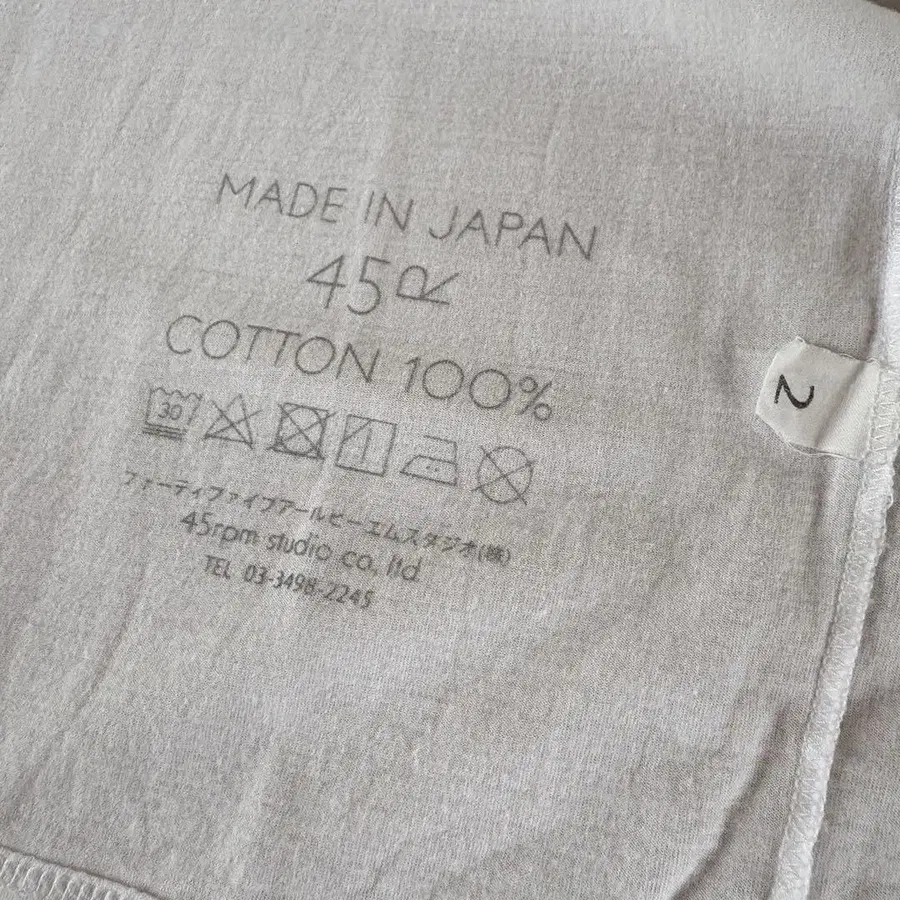 MADE IN JAPAN
45R
COTTON 100%
30
フォーティファイブアールピーエムスタジオ(株)
45rpm studio co. ltd.
TEL 03-3498-2245
2